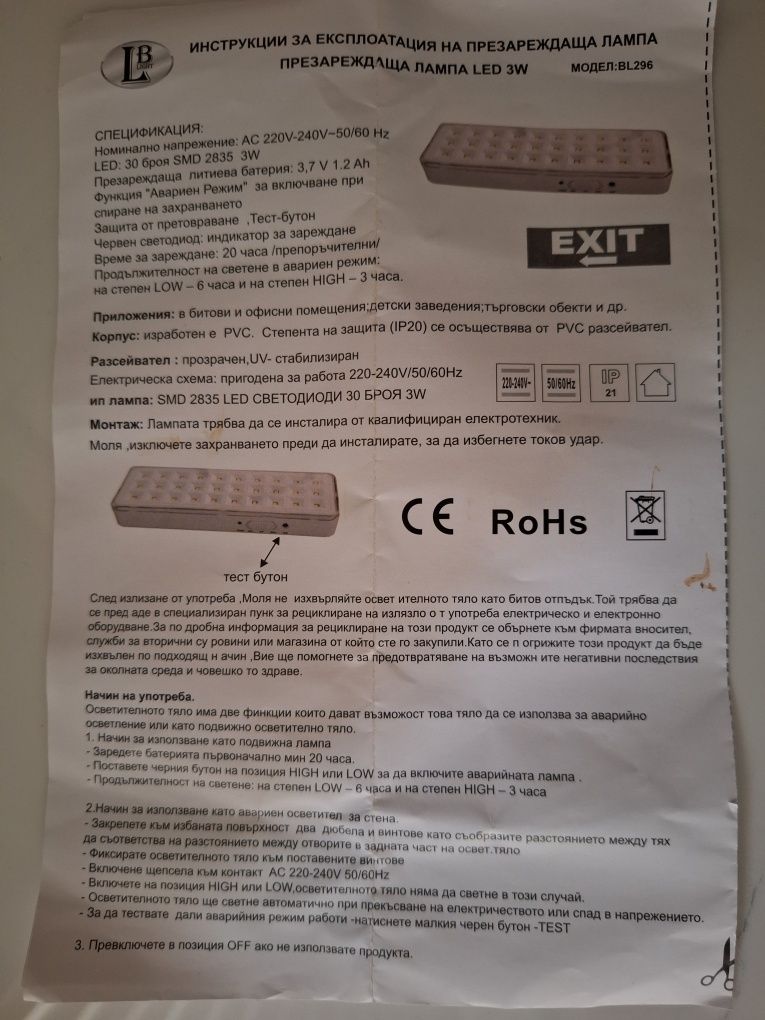 LB
LIGHT
ИНСТРУКЦИИ ЗА ЕКСПЛОАТАЦИЯ НА ПРЕЗАРЕЖДАЩА ЛАМПА
ПРЕЗАРЕЖДАЩА ЛАМПА LED 3W МОДЕЛ:BL296
СПЕЦИФИКАЦИЯ:
Номинално напрежение: AC 220V-240V~50/60 Hz
LED: 30 броя SMD 2835 3W
Презареждаща литиева батерия: 3,7 V 1.2 Ah
Функция "Авариен Режим" за включване при
спиране на захранването
Защита от претовраване ,Тест-бутон
Червен светодиод: индикатор за зареждане
Време за зареждане: 20 часа /препоръчителни/
Продължителност на светене в авариен режим:
на степен LOW – 6 часа и на степен HIGH – 3 часа.
EXIT
Приложения: в битови и офисни помещения;детски заведения;търговски обекти и др.
Корпус: изработен е PVC. Степента на защита (IP20) се осъществява от PVC разсейвател.
Разсейвател : прозрачен,UV- стабилизиран
Електрическа схема: пригодена за работа 220-240V/50/60Hz
ип лампа: SMD 2835 LED СВЕТОДИОДИ 30 БРОЯ 3W
220-240V~ 50/60Hz IP 21
Монтаж: Лампата трябва да се инсталира от квалифициран електротехник.
Моля ,изключете захранването преди да инсталирате, за да избегнете токов удар.
CE RoHs
тест бутон
След излизане от употреба ,Моля не изхвърляйте освет ителното тяло като битов отпадък.Той трябва да
се пред аде в специализиран пунк за рециклиране на излязло о т употреба електрическо и електронно
оборудване.За по дробна информация за рециклиране на този продукт се обърнете към фирмата вносител,
служби за вторични су ровини или магазина от който сте го закупили.Като се п огрижите този продукт да бъде
изхвълен по подходящ н ачин ,Вие ще помогнете за предотвратяване на възможн ите негативни последствия
за околната среда и човешко то здраве.
Начин на употреба.
Осветителното тяло има две функции които дават възможост това тяло да се използва за аварийно
осветление или като подвижно осветително тяло.
1. Начин за използване като подвижна лампа
- Заредете батерията първоначално мин 20 часа.
- Поставете черния бутон на позиция HIGH или LOW за да включите аварийната лампа .
- Продължителност на светене: на степен LOW – 6 часа и на степен HIGH – 3 часа
2.Начин за използване като авариен осветител за стена.
- Закрепете към избаната повърхност два дюбела и винтове като съобразите разстоянието между тях
да съответства на разстоянието между отворите в задната част на освет.тяло
- Фиксирате осветителното тяло към поставените винтове
- Включене щепсела към контакт AC 220-240V 50/60Hz
- Включете на позиция HIGH или LOW,осветителното тяло няма да светне в този случай.
- Осветителното тяло ще светне автоматично при прекъсване на електричеството или спад в напрежението.
- За да тествате дали аварийния режим работи -натиснете малкия черен бутон -TEST
3. Превключете в позиция OFF ако не използвате продукта.